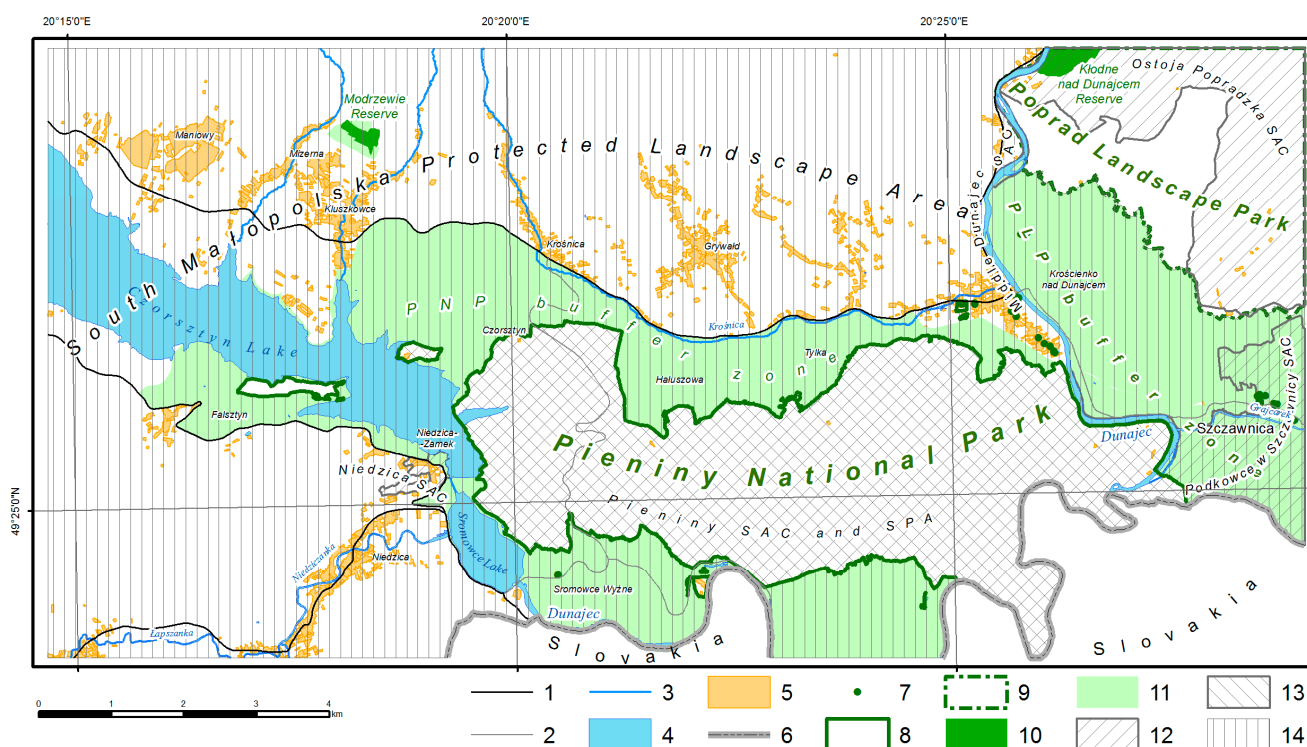 20°15'0"E
20°20'0"E
20°25'0"E
49°25'0"N
Ostoja Popradzka SAC
Kłodne
nad Dunajcem
Reserve
Poprad Landscape Park
Modrzewie
Reserve
Maniowy
Mizerna
Kluszkowce
South Małopolska Protected Landscape Area
Middle Dunajec SAC
PLP buffer zone
Krościenko
nad Dunajcem
Krośnica
Grywałd
PNP buffer zone
Czorsztyn Lake
Czorsztyn
Krośnica
Tylka
Hałuszowa
Falsztyn
Niedzica-
-Zamek
Niedzica SAC
Pieniny National Park
Pieniny SAC and SPA
Dunajec
Grajcarek
Szczawnica
Podkowce w Szczawnicy SAC
Sromowce Lake
Niedziczanka
Niedzica
Sromowce Wyżne
Dunajec
Łapszanka
Slovakia
Slovakia
0 1 2 3 4
km
1 3 5 7 9 11 13
2 4 6 8 10 12 14